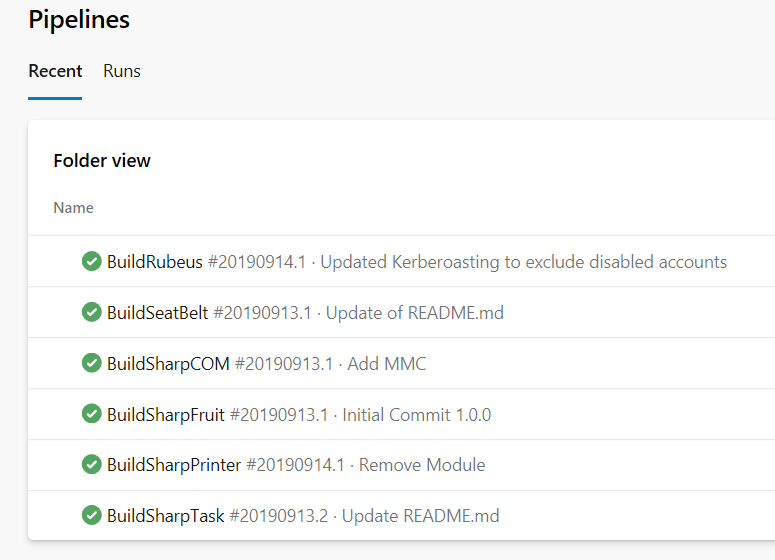 Pipelines
Recent Runs
Folder view
Name
BuildRubeus #20190914.1 · Updated Kerberoasting to exclude disabled accounts
BuildSeatBelt #20190913.1 · Update of README.md
BuildSharpCOM #20190913.1 · Add MMC
BuildSharpFruit #20190913.1 · Initial Commit 1.0.0
BuildSharpPrinter #20190914.1 · Remove Module
BuildSharpTask #20190913.2 · Update README.md